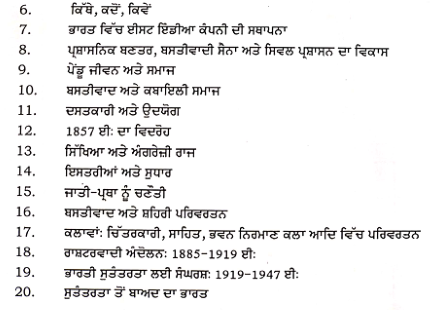 6. ਕਿੱਥੇ, ਕਦੋਂ, ਕਿਵੇਂ
7. ਭਾਰਤ ਵਿੱਚ ਈਸਟ ਇੰਡੀਆ ਕੰਪਨੀ ਦੀ ਸਥਾਪਨਾ
8. ਪ੍ਰਸ਼ਾਸਨਿਕ ਬਣਤਰ, ਬਸਤੀਵਾਦੀ ਸੈਨਾ ਅਤੇ ਸਿਵਲ ਪ੍ਰਸ਼ਾਸਨ ਦਾ ਵਿਕਾਸ
9. ਪੇਂਡੂ ਜੀਵਨ ਅਤੇ ਸਮਾਜ
10. ਬਸਤੀਵਾਦ ਅਤੇ ਕਬਾਇਲੀ ਸਮਾਜ
11. ਦਸਤਕਾਰੀ ਅਤੇ ਉਦਯੋਗ
12. 1857 ਈ: ਦਾ ਵਿਦਰੋਹ
13. ਸਿੱਖਿਆ ਅਤੇ ਅੰਗਰੇਜ਼ੀ ਰਾਜ
14. ਇਸਤਰੀਆਂ ਅਤੇ ਸੁਧਾਰ
15. ਜਾਤੀ-ਪ੍ਰਥਾ ਨੂੰ ਚਣੌਤੀ
16. ਬਸਤੀਵਾਦ ਅਤੇ ਸ਼ਹਿਰੀ ਪਰਿਵਰਤਨ
17. ਕਲਾਵਾਂ: ਚਿੱਤਰਕਾਰੀ, ਸਾਹਿਤ, ਭਵਨ ਨਿਰਮਾਣ ਕਲਾ ਆਦਿ ਵਿੱਚ ਪਰਿਵਰਤਨ
18. ਰਾਸ਼ਟਰਵਾਦੀ ਅੰਦੋਲਨ: 1885-1919 ਈ:
19. ਭਾਰਤੀ ਸੁਤੰਤਰਤਾ ਲਈ ਸੰਘਰਸ਼: 1919-1947 ਈ:
20. ਸੁਤੰਤਰਤਾ ਤੋਂ ਬਾਅਦ ਦਾ ਭਾਰਤ